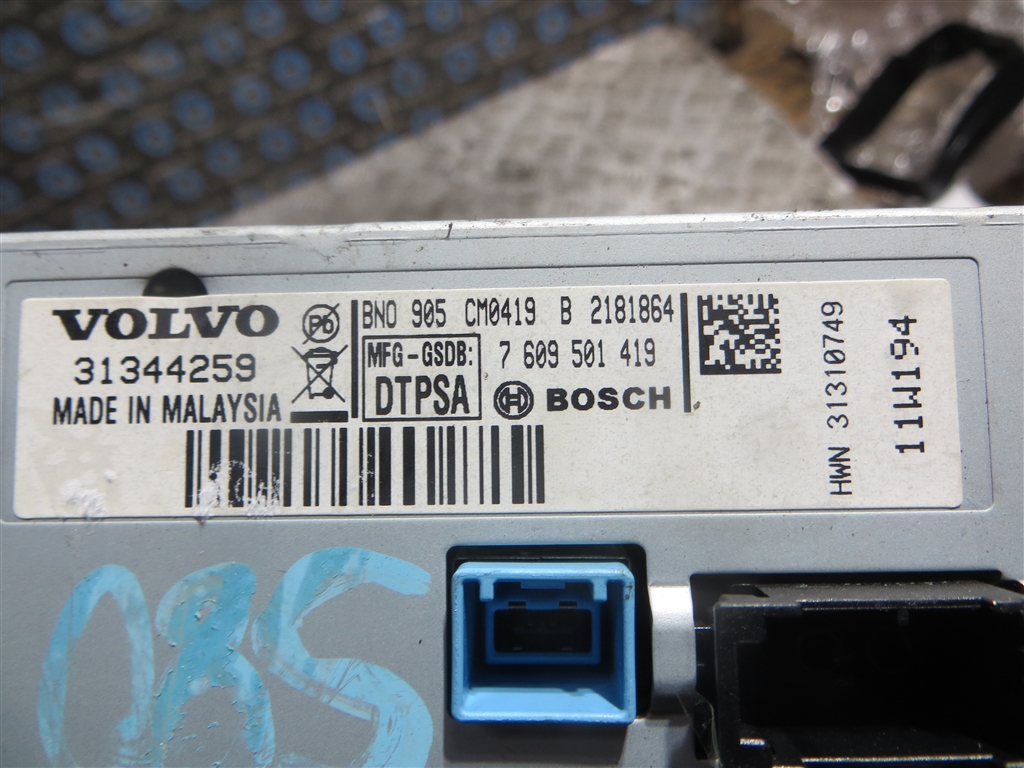 VOLVO
31344259
MADE IN MALAYSIA
Pb
BNO 905 CM0419 B 2181864
MFG-GSDB:
DTPSA
7 609 501 419
BOSCH
HWN 31310749
11W194
085